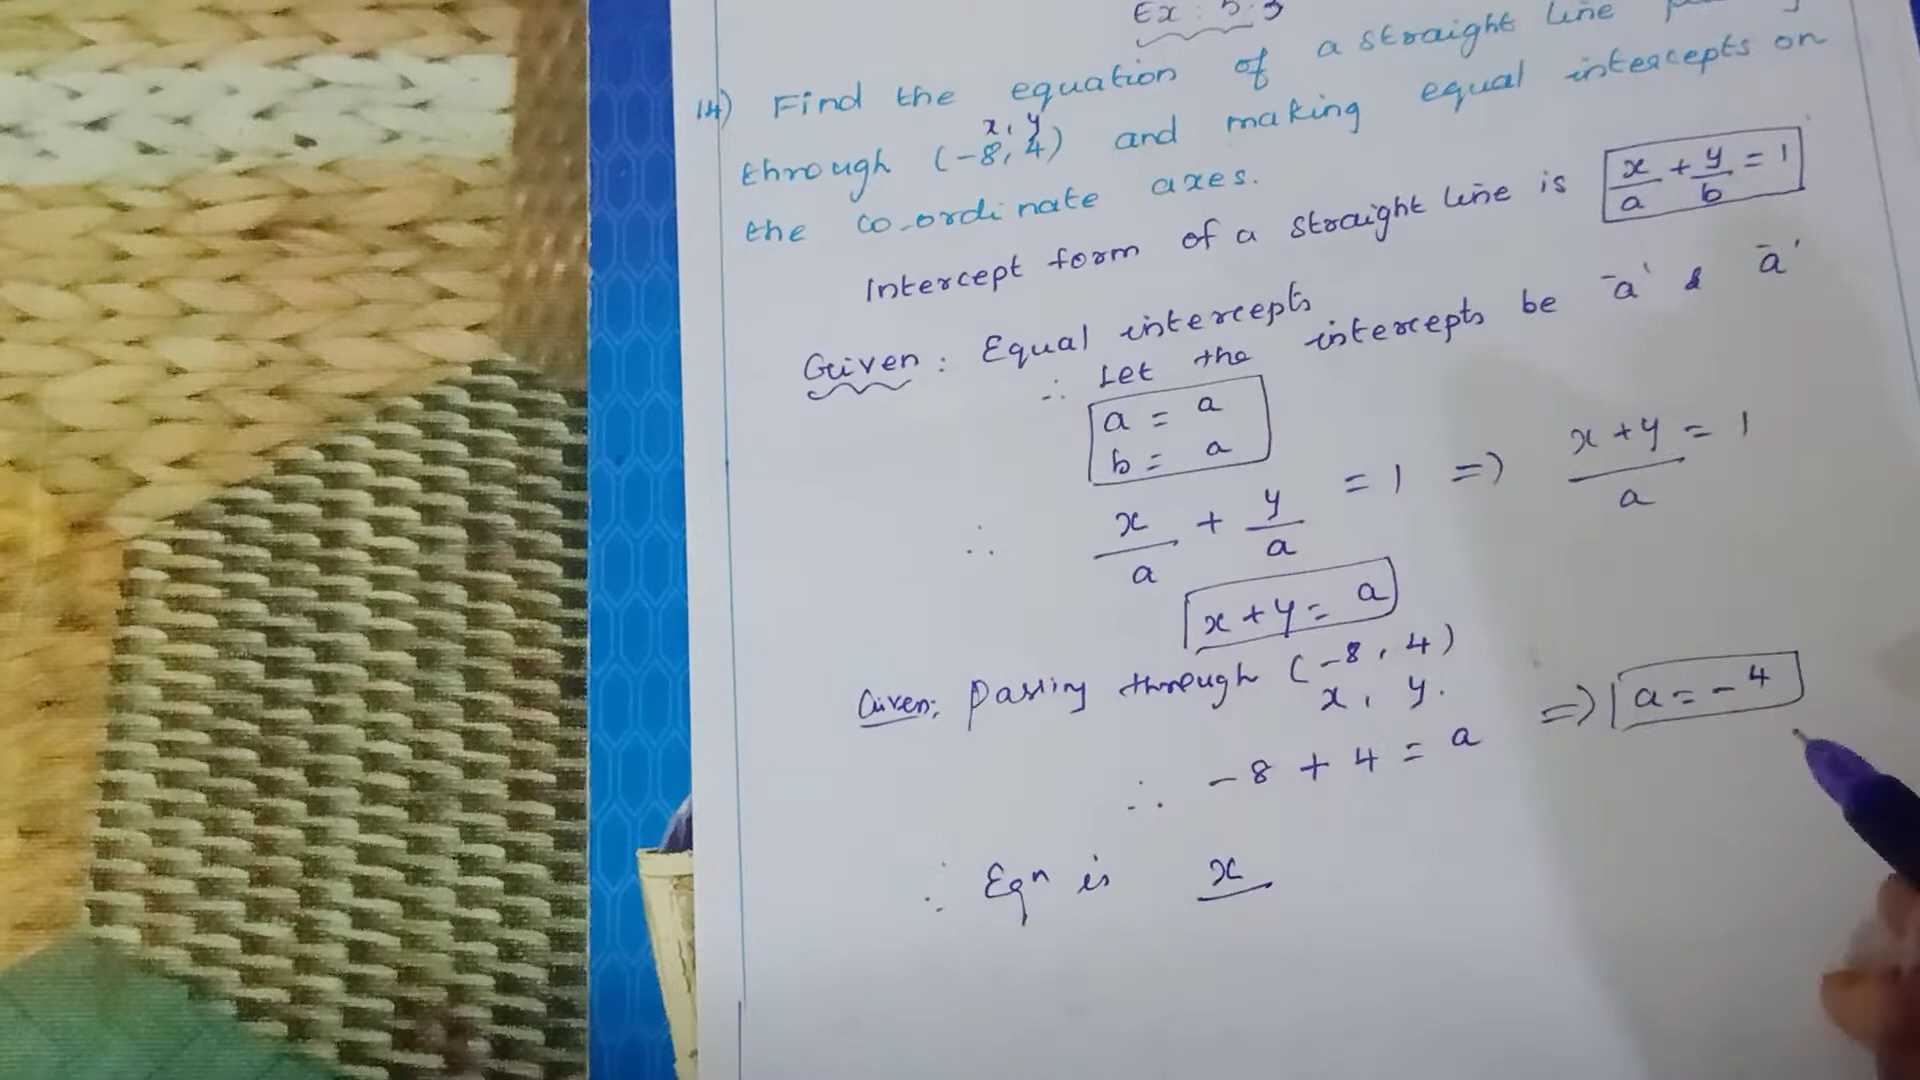 Ex: 5.3
14) Find the equation of a straight line
x, y
through (-8, 4) and making equal intercepts on
the co-ordinate axes.
Intercept form of a straight line is x/a + y/b = 1
Given: Equal intercepts
∴ Let the intercepts be 'a' & 'a'
a = a
b = a
∴ x/a + y/a = 1 => x+y/a = 1
x+y = a
Given: passing through (-8, 4)
x, y.
∴ -8 + 4 = a => a = -4
∴ Eqn is x